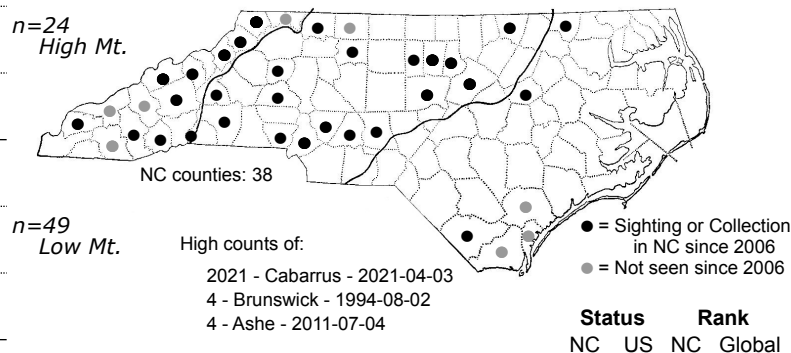 n=24
High Mt.
NC counties: 38
n=49
Low Mt.
High counts of:
2021 - Cabarrus - 2021-04-03
4 - Brunswick - 1994-08-02
4 - Ashe - 2011-07-04
= Sighting or Collection
in NC since 2006
= Not seen since 2006
Status Rank
NC US NC Global